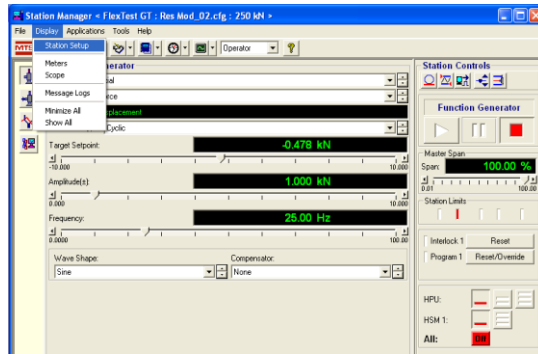 Station Manager < FlexTest GT : Res Mod_02.cfg : 250 kN >
File Display Applications Tools Help
MTS
Operator
Station Setup
Meters
Scope
Message Logs
Minimize All
Show All
Cyclic
Target Setpoint:
-0.478 kN
-10.000
10.000
Amplitude(±):
1.000 kN
0.000
10.000
Frequency:
25.00 Hz
0.0000
100.00
Wave Shape:
Compensator:
Sine
None
Station Controls
Function Generator
Master Span
Span:
100.00 %
0.01
100.00
Station Limits
Interlock 1
Reset
Program 1
Reset/Override
HPU:
HSM 1:
All:
Off